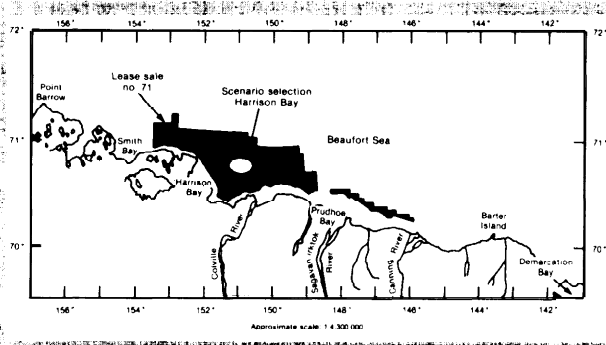 156° 154° 152° 150° 148° 146° 144° 142°
72° 72°
Lease sale
no. 71
Scenario selection
Harrison Bay
Point
Barrow
71° 71°
Smith
Bay
Beaufort Sea
Harrison
Bay
Prudhoe
Bay
Barter
Island
70° 70°
Colville
River
Sagavanirktok
River
Canning
River
Demarcation
Bay
156° 154° 152° 150° 148° 146° 144° 142°
Approximate scale: 1:4 300 000